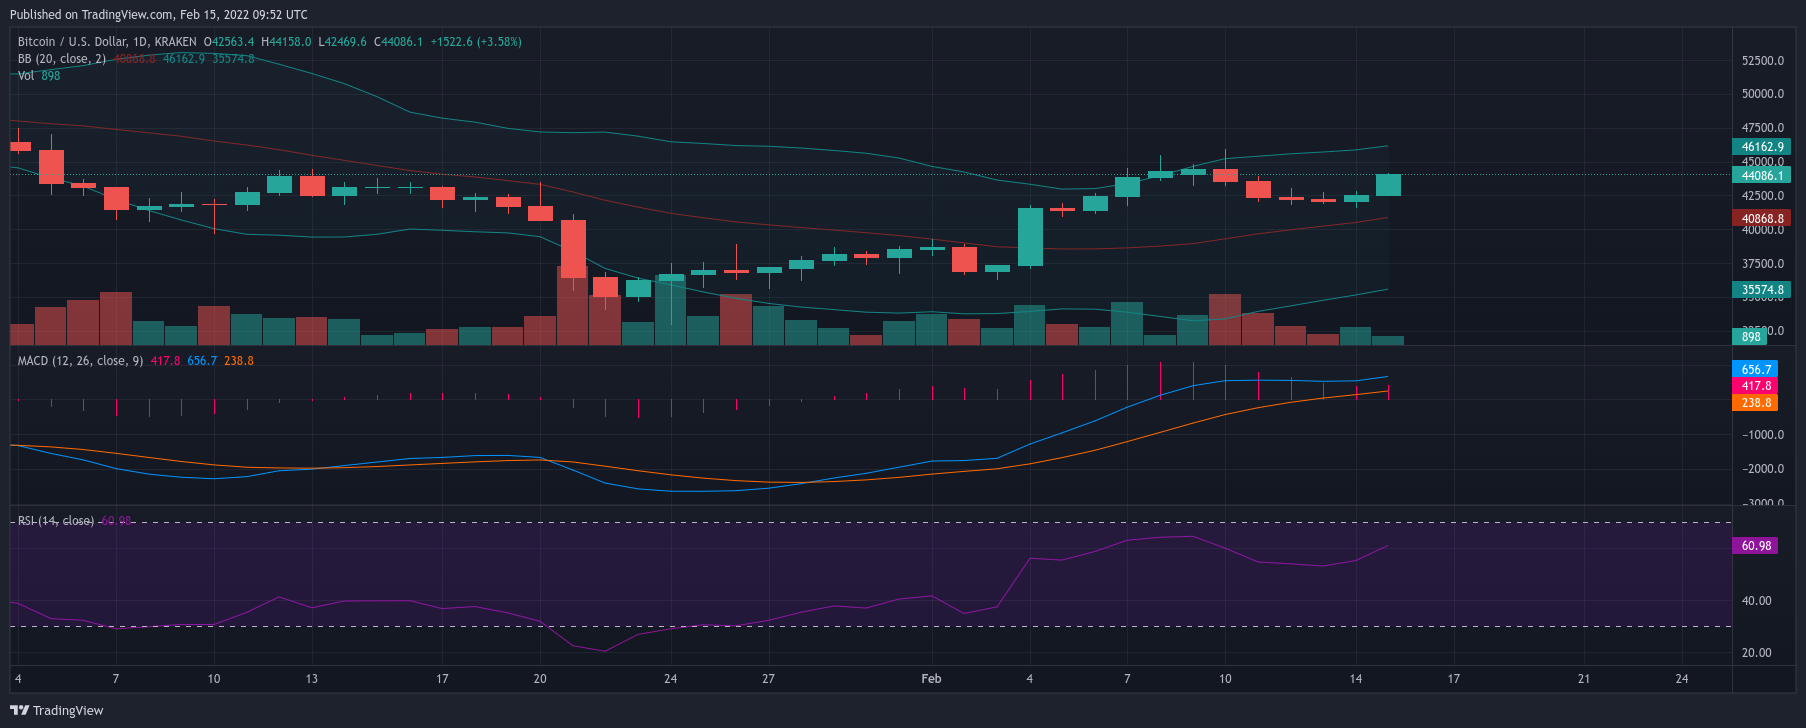 Published on TradingView.com, Feb 15, 2022 09:52 UTC
Bitcoin / U.S. Dollar, 1D, KRAKEN O42563.4 H44158.0 L42469.6 C44086.1 +1522.6 (+3.58%)
BB (20, close, 2) 40868.8 46162.9 35574.8
Vol 898
52500.0
50000.0
47500.0
46162.9
45000.0
44086.1
42500.0
40868.8
40000.0
37500.0
35574.8
35000.0
898
MACD (12, 26, close, 9) 417.8 656.7 238.8
656.7
417.8
238.8
−1000.0
−2000.0
−3000.0
RSI (14, close) 60.98
60.98
40.00
20.00
4 7 10 13 17 20 24 27 Feb 4 7 10 14 17 21 24
TradingView